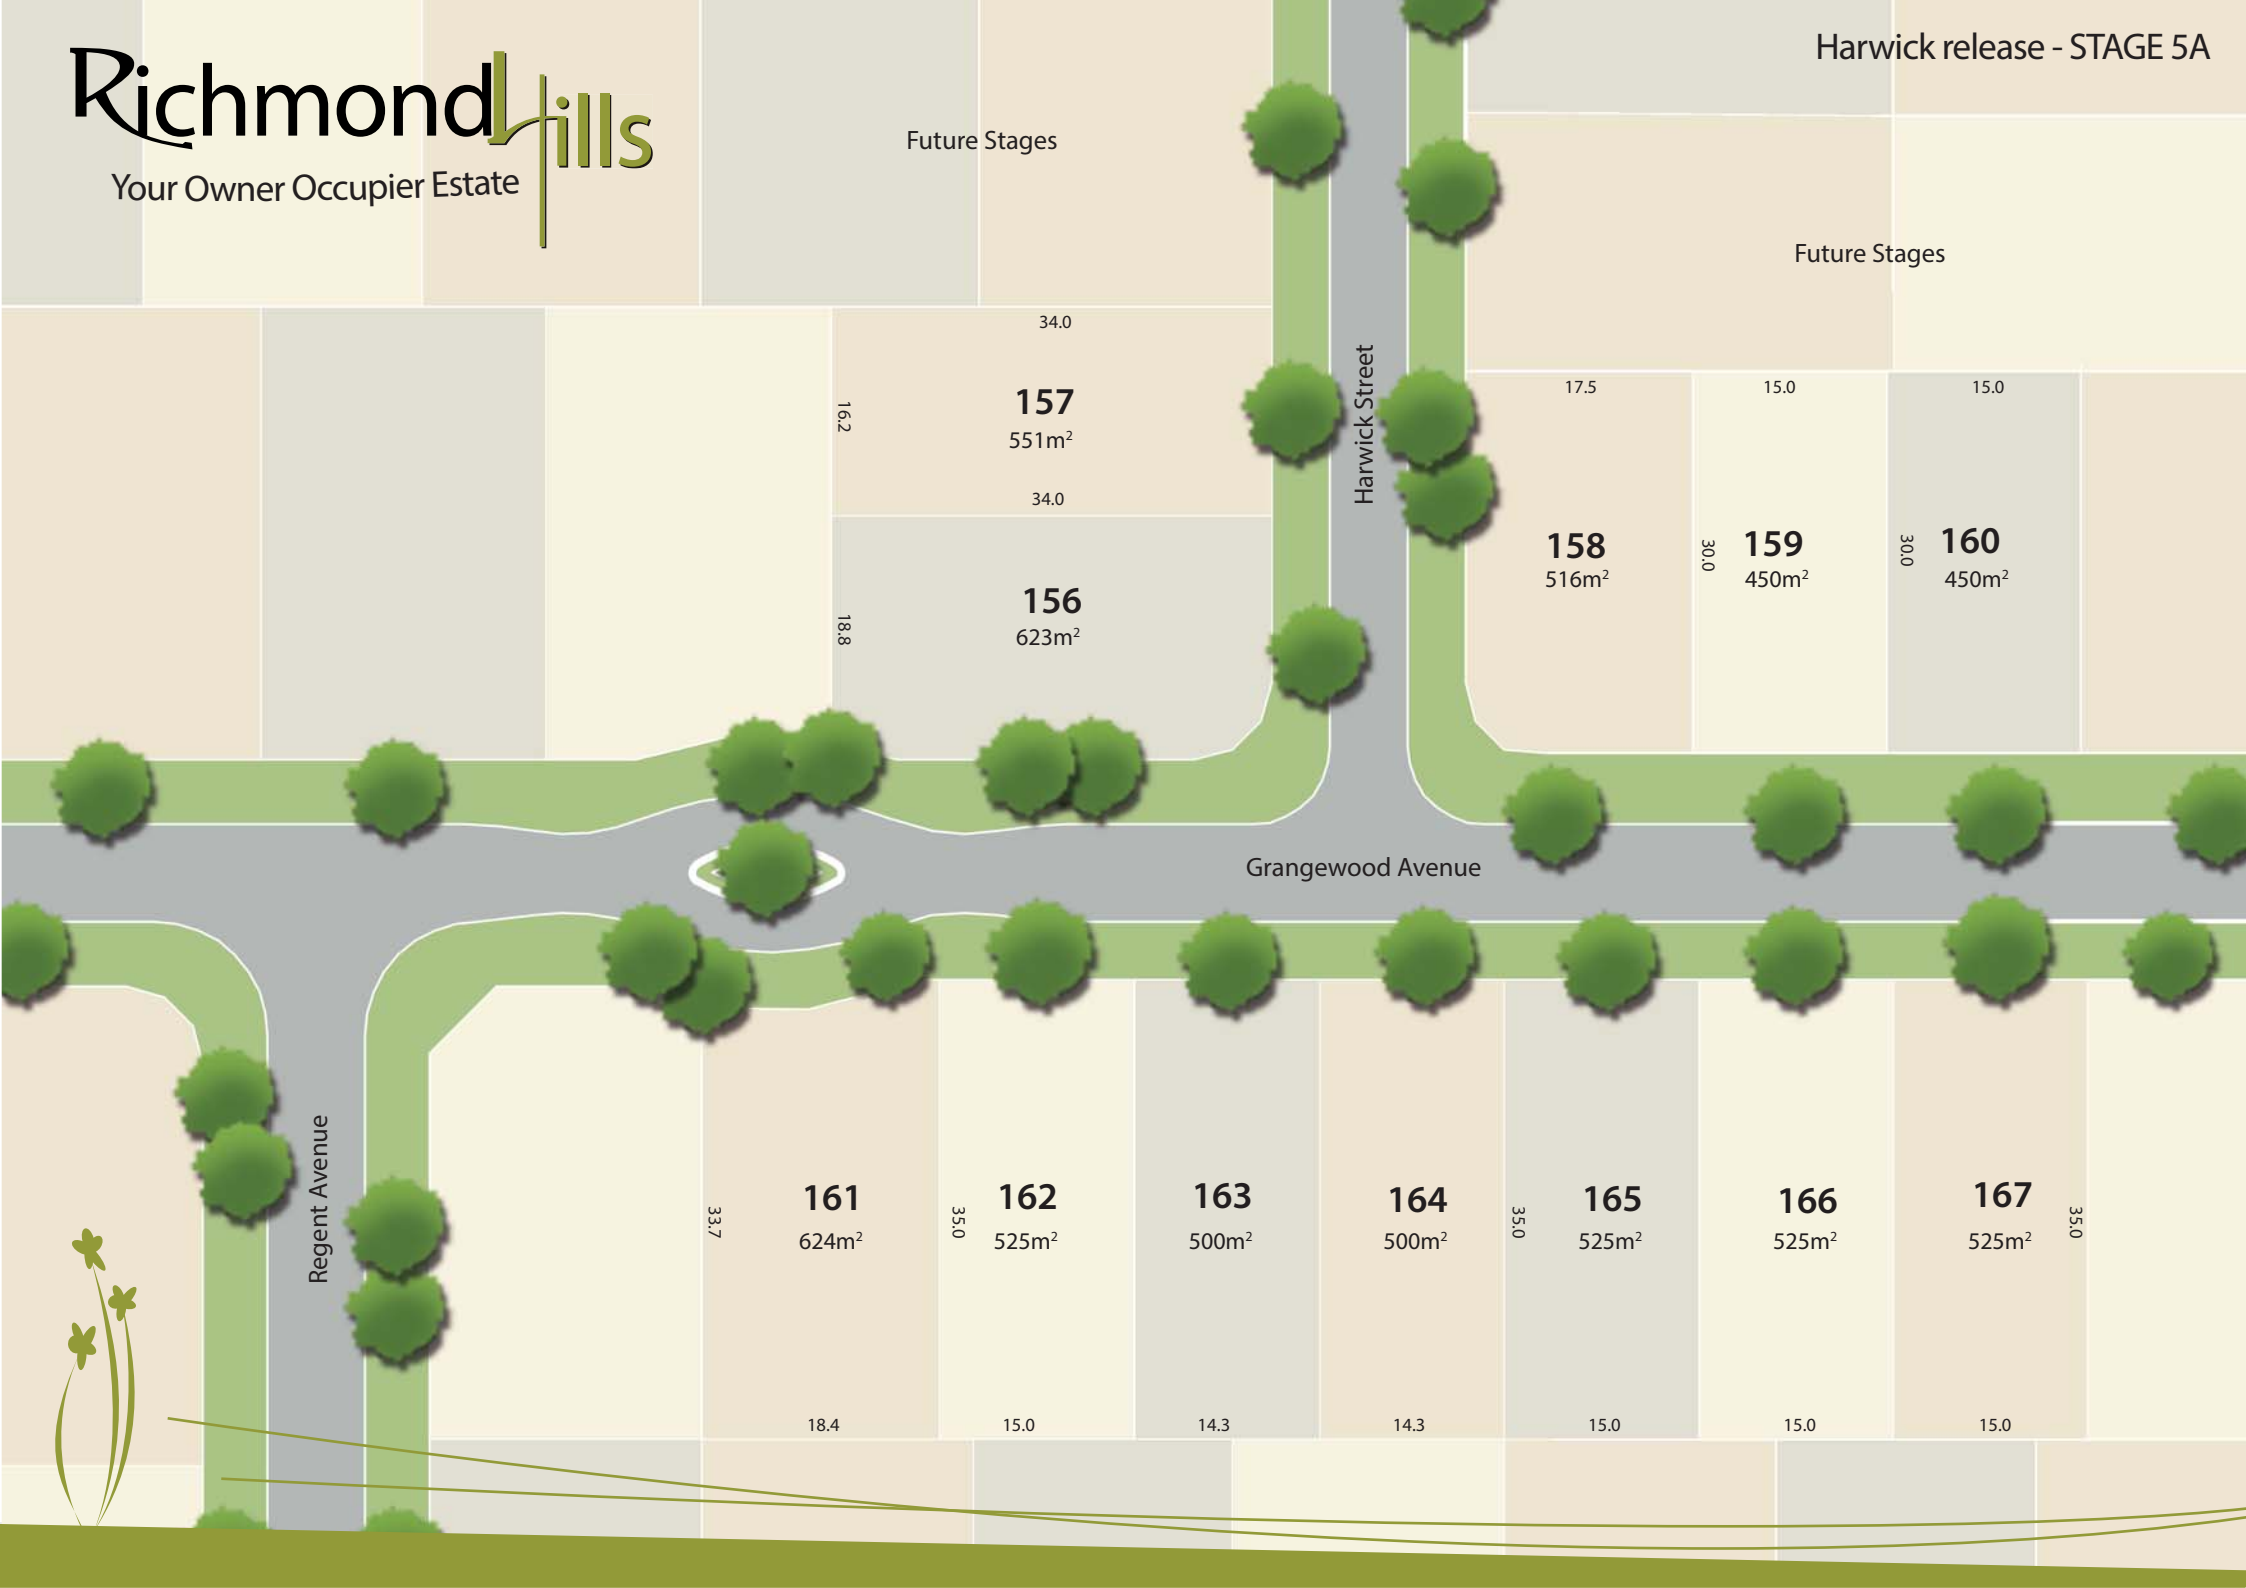 Richmond Hills
Your Owner Occupier Estate
Harwick release - STAGE 5A
Future Stages
Future Stages
34.0
16.2
157
551m²
34.0
18.8
156
623m²
Harwick Street
17.5
15.0
15.0
158
516m²
30.0
159
450m²
30.0
160
450m²
Grangewood Avenue
Regent Avenue
33.7
161
624m²
35.0
162
525m²
163
500m²
164
500m²
35.0
165
525m²
166
525m²
167
525m²
35.0
18.4
15.0
14.3
14.3
15.0
15.0
15.0